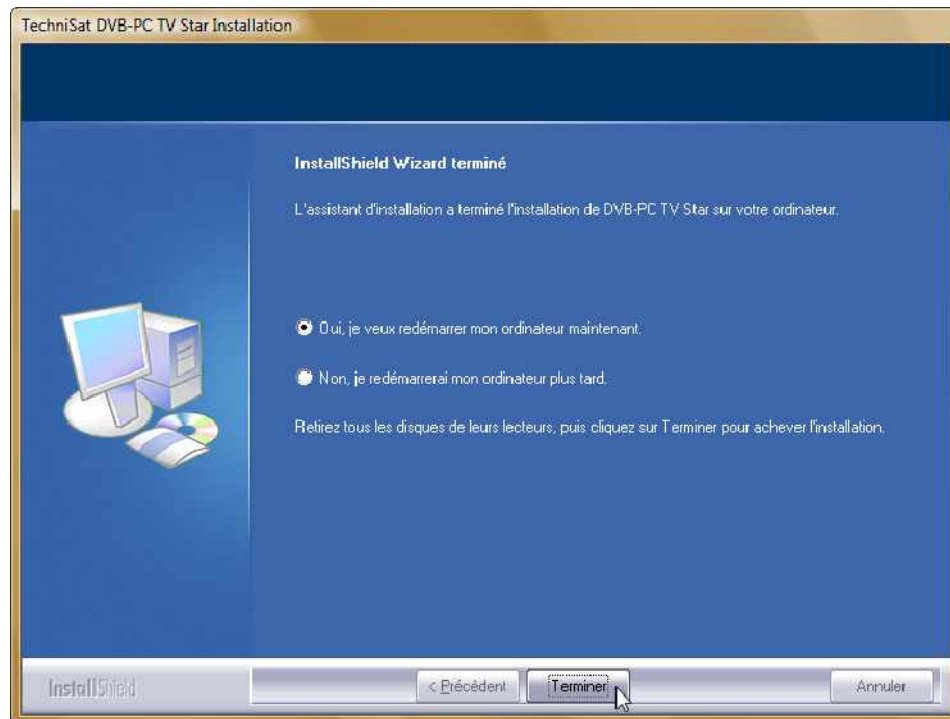 TechniSat DVB-PC TV Star Installation
InstallShield Wizard terminé
L'assistant d'installation a terminé l'installation de DVB-PC TV Star sur votre ordinateur.
Oui, je veux redémarrer mon ordinateur maintenant.
Non, je redémarrerai mon ordinateur plus tard.
Retirez tous les disques de leurs lecteurs, puis cliquez sur Terminer pour achever l'installation.
InstallShield
< Précédent
Terminer
Annuler